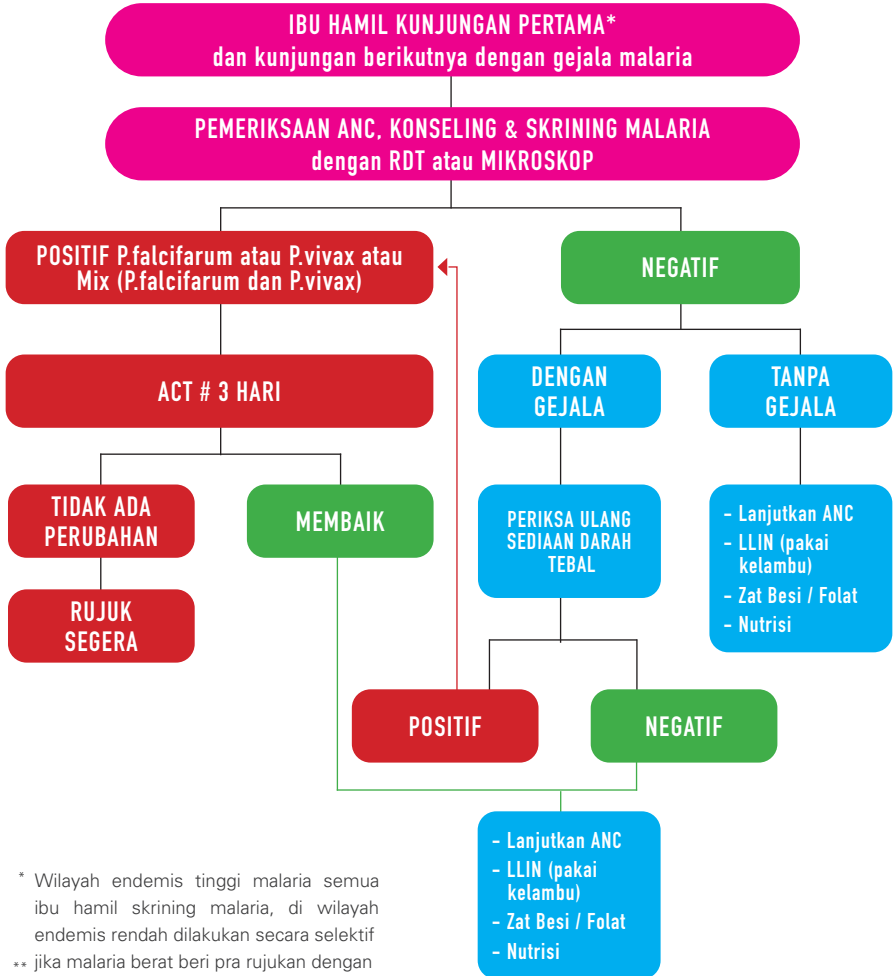 IBU HAMIL KUNJUNGAN PERTAMA*
dan kunjungan berikutnya dengan gejala malaria
PEMERIKSAAN ANC, KONSELING & SKRINING MALARIA
dengan RDT atau MIKROSKOP
POSITIF P.falcifarum atau P.vivax atau
Mix (P.falcifarum dan P.vivax)
NEGATIF
ACT # 3 HARI
DENGAN
GEJALA
TANPA
GEJALA
TIDAK ADA
PERUBAHAN
MEMBAIK
PERIKSA ULANG
SEDIAAN DARAH
TEBAL
- Lanjutkan ANC
- LLIN (pakai
kelambu)
- Zat Besi / Folat
- Nutrisi
RUJUK
SEGERA
POSITIF
NEGATIF
- Lanjutkan ANC
- LLIN (pakai
kelambu)
- Zat Besi / Folat
- Nutrisi
* Wilayah endemis tinggi malaria semua
ibu hamil skrining malaria, di wilayah
endemis rendah dilakukan secara selektif
** jika malaria berat beri pra rujukan dengan